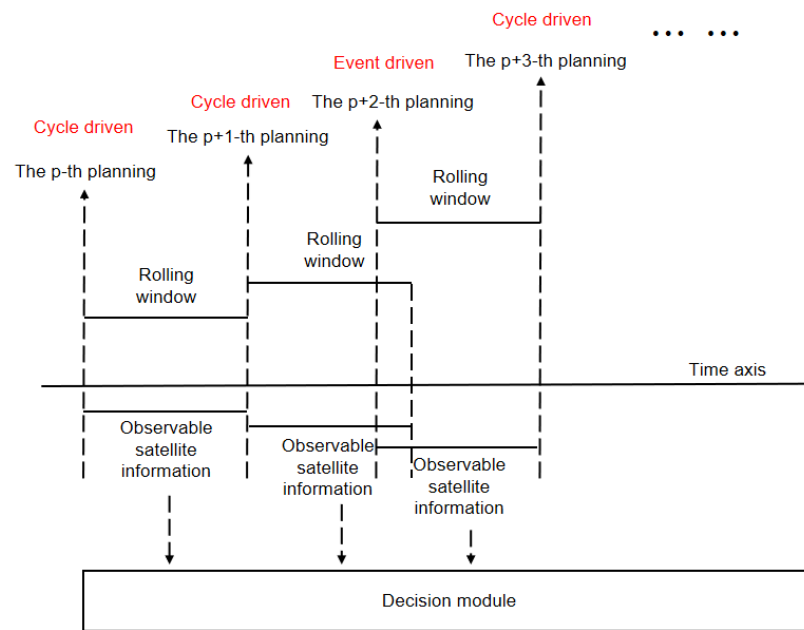 Cycle driven
... ...
The p+3-th planning
Event driven
The p+2-th planning
Cycle driven
The p+1-th planning
Cycle driven
The p-th planning
Rolling
window
Rolling
window
Rolling
window
Time axis
Observable
satellite
information
Observable
satellite
information
Observable
satellite
information
Decision module